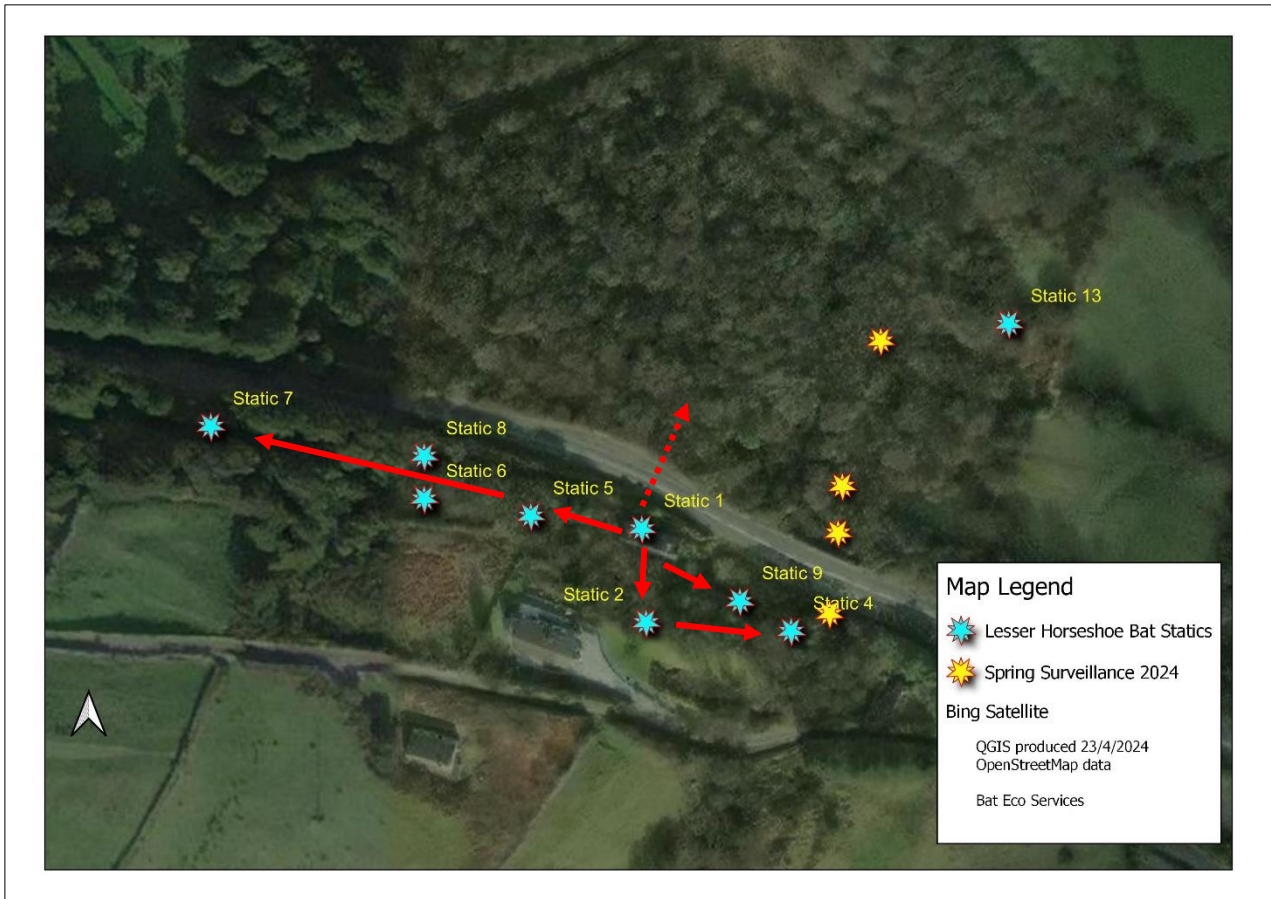 Static 13
Static 7
Static 8
Static 6
Static 5
Static 1
Static 9
Static 2
Static 4
Map Legend
Lesser Horseshoe Bat Statics
Spring Surveillance 2024
Bing Satellite
QGIS produced 23/4/2024
OpenStreetMap data
Bat Eco Services